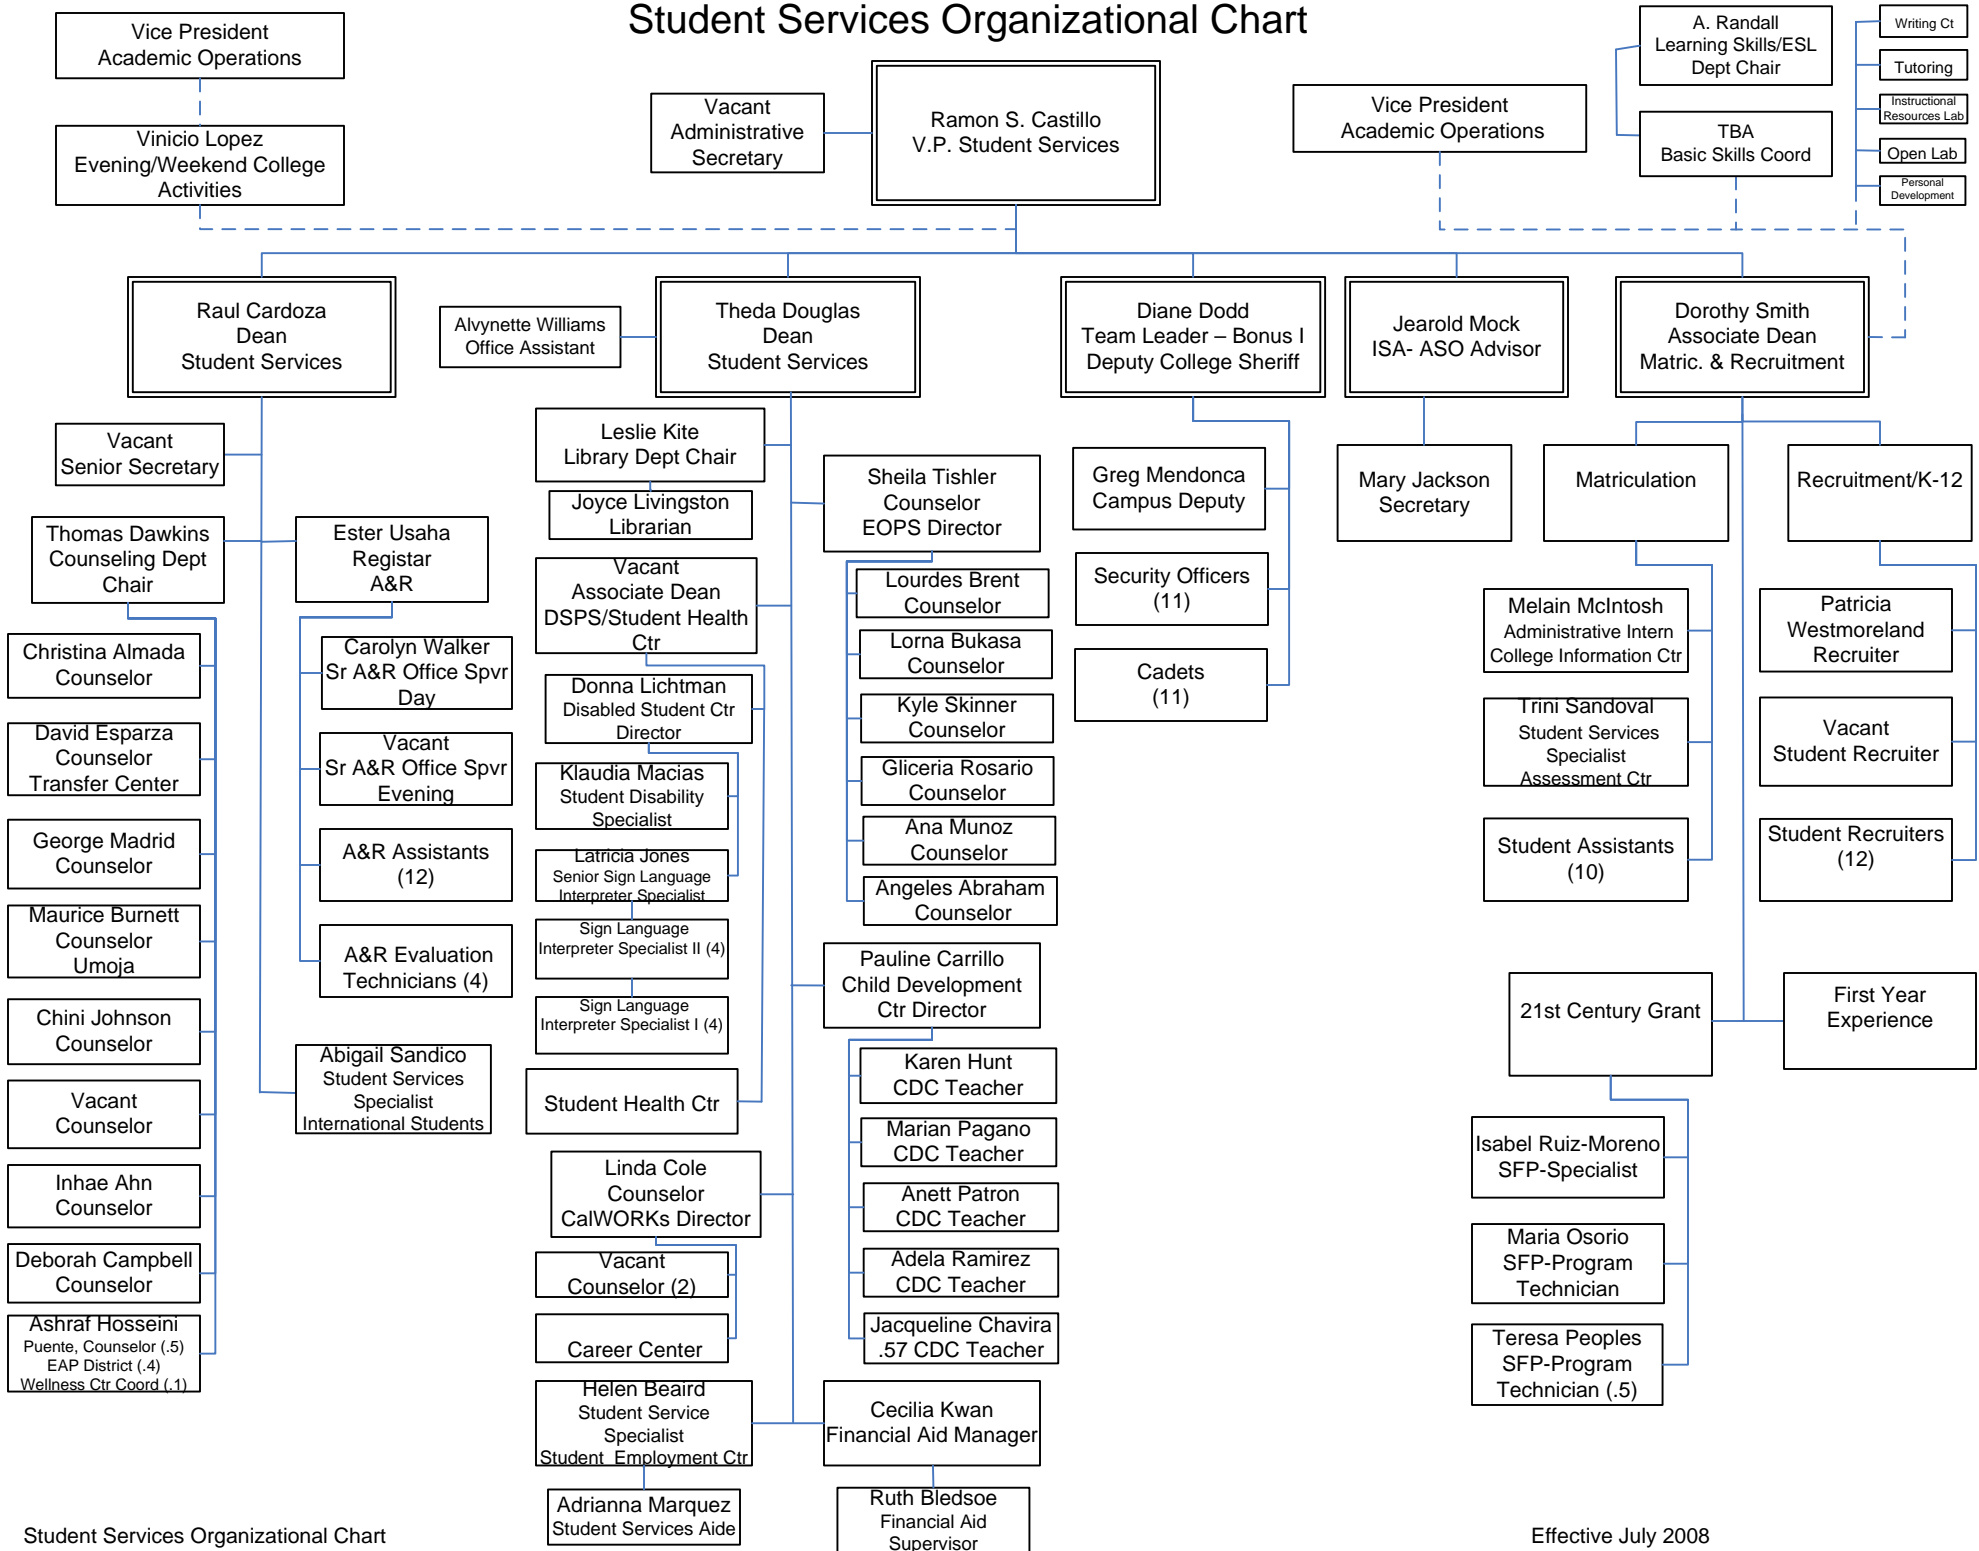 Student Services Organizational Chart
Vice President
Academic Operations
Vinicio Lopez
Evening/Weekend College
Activities
Vacant
Administrative
Secretary
Ramon S. Castillo
V.P. Student Services
Vice President
Academic Operations
A. Randall
Learning Skills/ESL
Dept Chair
TBA
Basic Skills Coord
Writing Ct
Tutoring
Instructional
Resources Lab
Open Lab
Personal
Development
Raul Cardoza
Dean
Student Services
Alvynette Williams
Office Assistant
Theda Douglas
Dean
Student Services
Diane Dodd
Team Leader – Bonus I
Deputy College Sheriff
Jearold Mock
ISA- ASO Advisor
Dorothy Smith
Associate Dean
Matric. & Recruitment
Vacant
Senior Secretary
Thomas Dawkins
Counseling Dept
Chair
Ester Usaha
Registar
A&R
Christina Almada
Counselor
David Esparza
Counselor
Transfer Center
George Madrid
Counselor
Maurice Burnett
Counselor
Umoja
Chini Johnson
Counselor
Vacant
Counselor
Inhae Ahn
Counselor
Deborah Campbell
Counselor
Ashraf Hosseini
Puente, Counselor (.5)
EAP District (.4)
Wellness Ctr Coord (.1)
Carolyn Walker
Sr A&R Office Spvr
Day
Vacant
Sr A&R Office Spvr
Evening
A&R Assistants
(12)
A&R Evaluation
Technicians (4)
Abigail Sandico
Student Services
Specialist
International Students
Leslie Kite
Library Dept Chair
Joyce Livingston
Librarian
Vacant
Associate Dean
DSPS/Student Health
Ctr
Donna Lichtman
Disabled Student Ctr
Director
Klaudia Macias
Student Disability
Specialist
Latricia Jones
Senior Sign Language
Interpreter Specialist
Sign Language
Interpreter Specialist II (4)
Sign Language
Interpreter Specialist I (4)
Student Health Ctr
Linda Cole
Counselor
CalWORKs Director
Vacant
Counselor (2)
Career Center
Helen Beaird
Student Service
Specialist
Student  Employment Ctr
Adrianna Marquez
Student Services Aide
Sheila Tishler
Counselor
EOPS Director
Lourdes Brent
Counselor
Lorna Bukasa
Counselor
Kyle Skinner
Counselor
Gliceria Rosario
Counselor
Ana Munoz
Counselor
Angeles Abraham
Counselor
Pauline Carrillo
Child Development
Ctr Director
Karen Hunt
CDC Teacher
Marian Pagano
CDC Teacher
Anett Patron
CDC Teacher
Adela Ramirez
CDC Teacher
Jacqueline Chavira
.57 CDC Teacher
Cecilia Kwan
Financial Aid Manager
Ruth Bledsoe
Financial Aid
Supervisor
Greg Mendonca
Campus Deputy
Security Officers
(11)
Cadets
(11)
Mary Jackson
Secretary
Matriculation
Recruitment/K-12
Melain McIntosh
Administrative Intern
College Information Ctr
Trini Sandoval
Student Services
Specialist
Assessment Ctr
Student Assistants
(10)
Patricia
Westmoreland
Recruiter
Vacant
Student Recruiter
Student Recruiters
(12)
21st Century Grant
First Year
Experience
Isabel Ruiz-Moreno
SFP-Specialist
Maria Osorio
SFP-Program
Technician
Teresa Peoples
SFP-Program
Technician (.5)
Student Services Organizational Chart
Effective July 2008